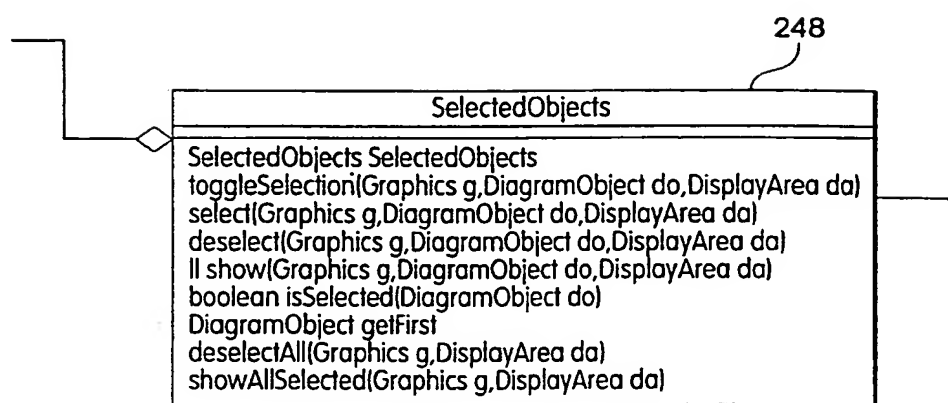 248
SelectedObjects
SelectedObjects SelectedObjects
toggleSelection(Graphics g,DiagramObject do,DisplayArea da)
select(Graphics g,DiagramObject do,DisplayArea da)
deselect(Graphics g,DiagramObject do,DisplayArea da)
ll show(Graphics g,DiagramObject do,DisplayArea da)
boolean isSelected(DiagramObject do)
DiagramObject getFirst
deselectAll(Graphics g,DisplayArea da)
showAllSelected(Graphics g,DisplayArea da)